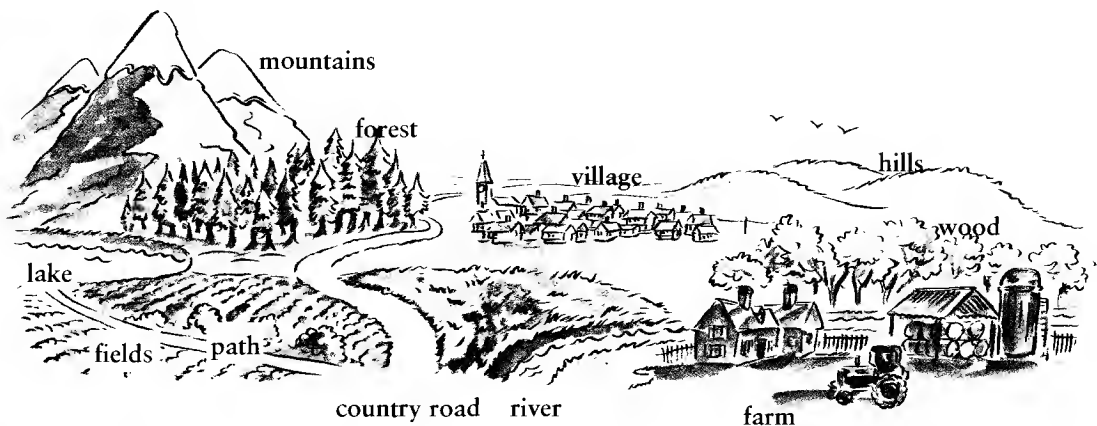 mountains
forest
village
hills
wood
lake
fields
path
country road
river
farm